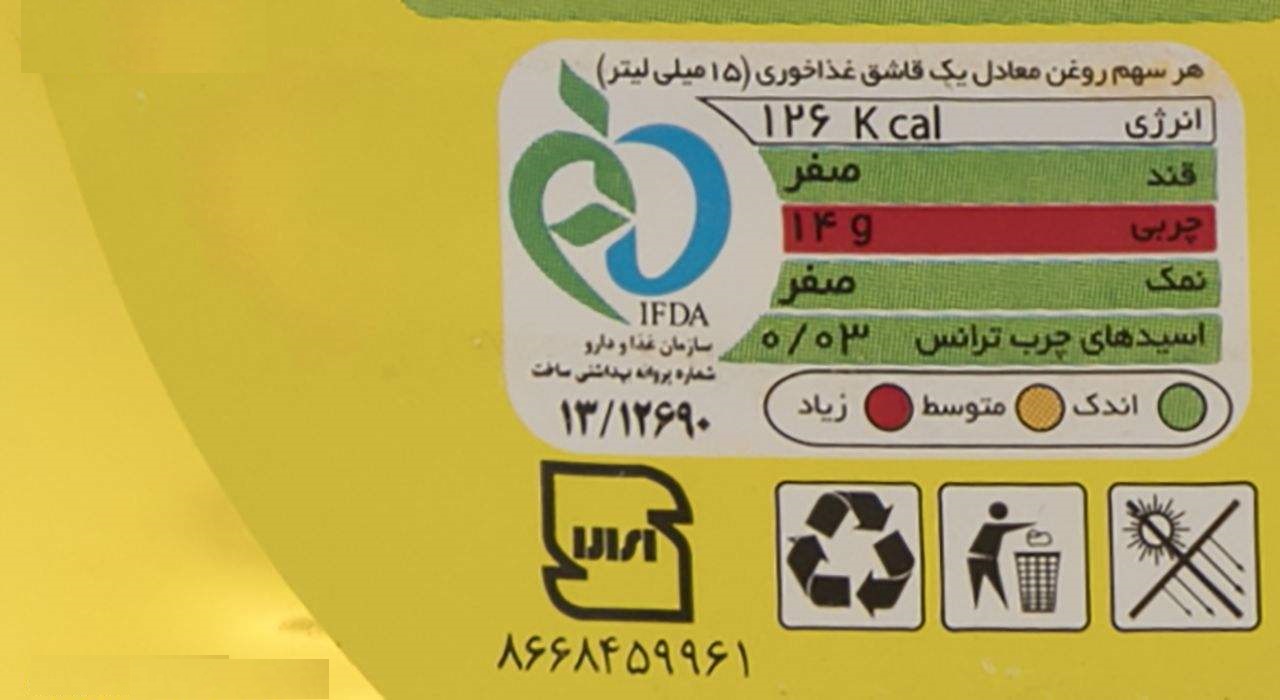 هر سهم روغن معادل یک قاشق غذاخوری (۱۵ میلی لیتر)
انرژی ۱۲۶ Kcal
قند صفر
چربی ۱۴ g
نمک صفر
اسیدهای چرب ترانس ۰/۰۳
اندک متوسط زیاد
IFDA
سازمان غذا و دارو
شماره پروانه بهداشتی ساخت
۱۳/۱۲۶۹۰
ایران
۸۶۶۸۴۵۹۹۶۱